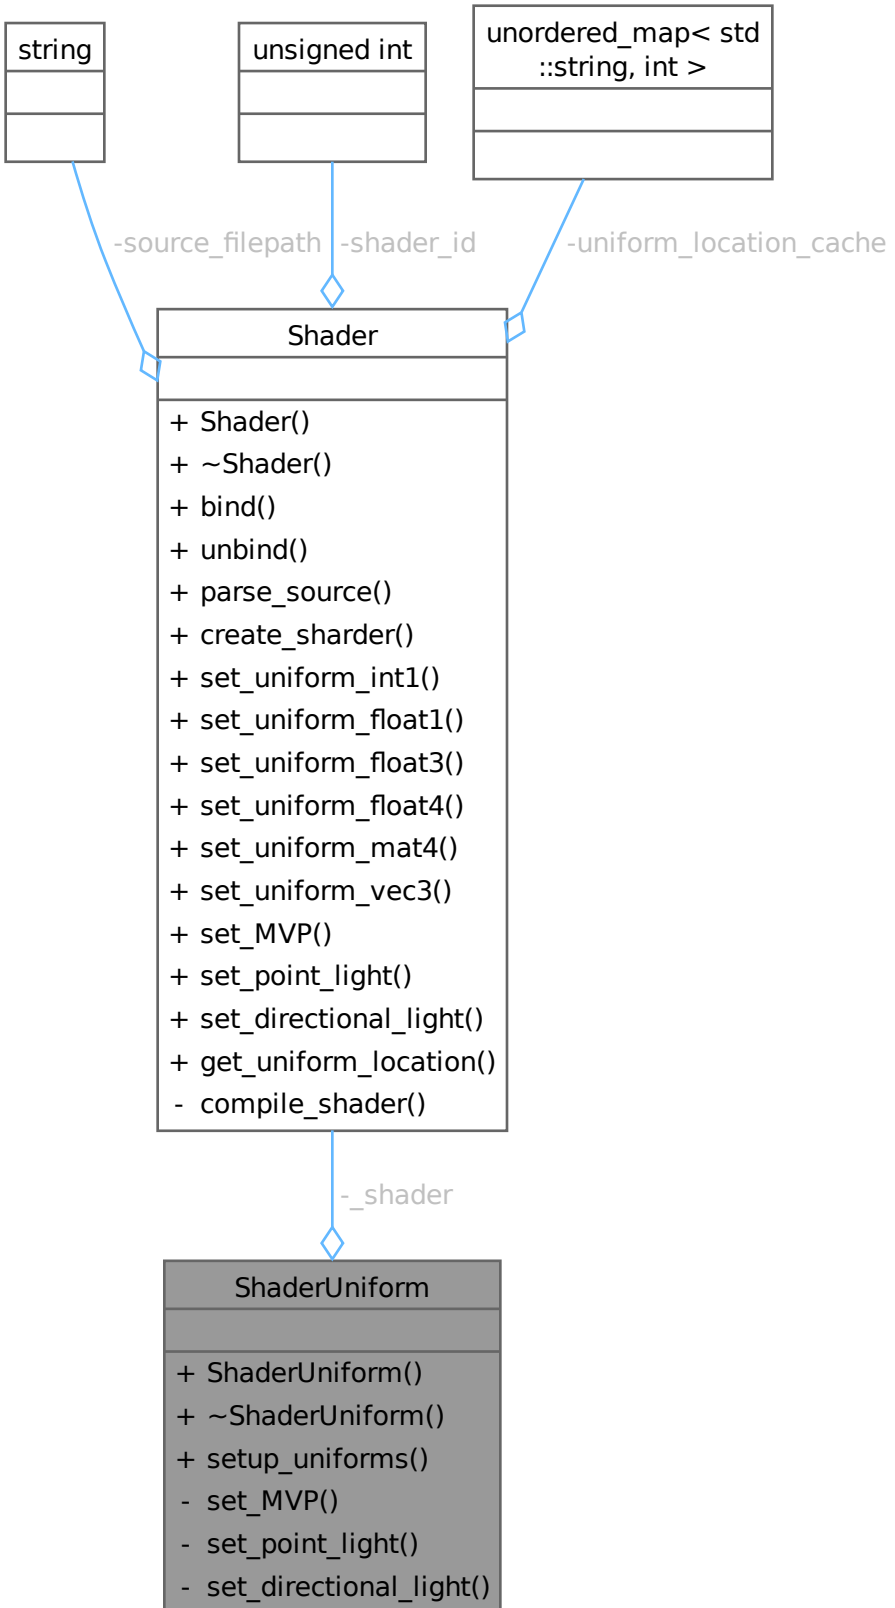 string
unsigned int
unordered_map< std
::string, int >
-source_filepath
-shader_id
-uniform_location_cache
Shader
+ Shader()
+ ~Shader()
+ bind()
+ unbind()
+ parse_source()
+ create_sharder()
+ set_uniform_int1()
+ set_uniform_float1()
+ set_uniform_float3()
+ set_uniform_float4()
+ set_uniform_mat4()
+ set_uniform_vec3()
+ set_MVP()
+ set_point_light()
+ set_directional_light()
+ get_uniform_location()
- compile_shader()
-_shader
ShaderUniform
+ ShaderUniform()
+ ~ShaderUniform()
+ setup_uniforms()
- set_MVP()
- set_point_light()
- set_directional_light()